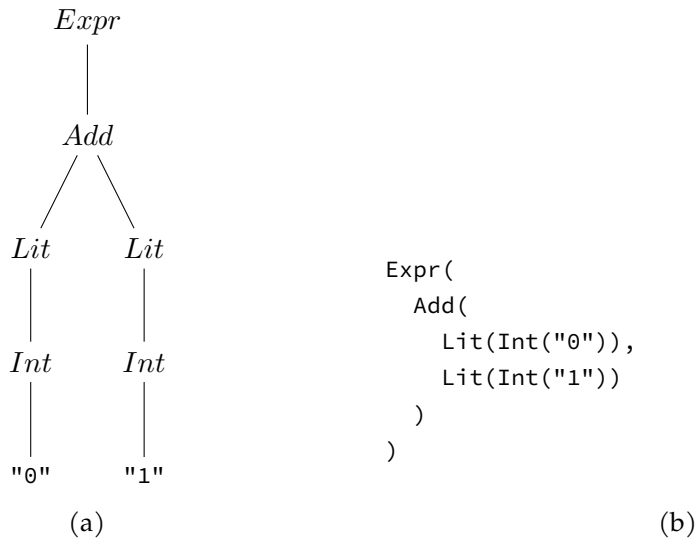 Expr
Add
Lit Lit
Int Int
"0" "1"
(a)
Expr(
  Add(
    Lit(Int("0")),
    Lit(Int("1"))
  )
)
(b)